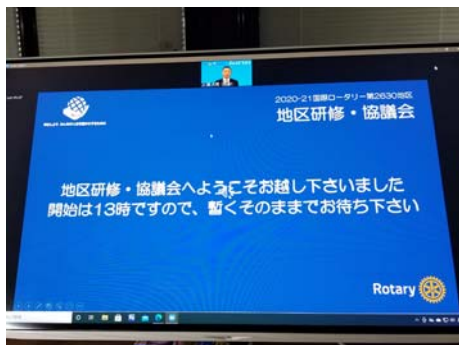 2020-21国際ロータリー第2630地区
地区研修・協議会
地区研修・協議会へようこそお越し下さいました
開始は13時ですので、暫くそのままでお待ち下さい
Rotary